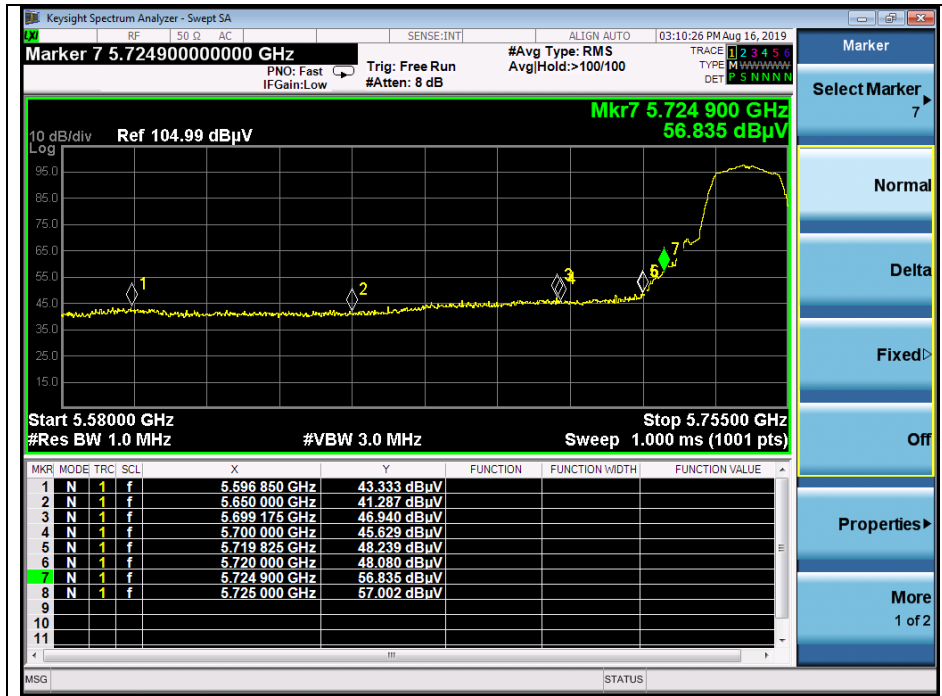 Keysight Spectrum Analyzer - Swept SA
LXI RF 50 Ω AC SENSE:INT ALIGN AUTO 03:10:26 PM Aug 16, 2019
Marker 7 5.724900000000 GHz
PNO: Fast
IFGain:Low
Trig: Free Run
#Atten: 8 dB
#Avg Type: RMS
Avg|Hold:>100/100
TRACE 1 2 3 4 5 6
TYPE M WWWWW
DET P S N N N N
Mkr7 5.724 900 GHz
56.835 dBµV
10 dB/div Ref 104.99 dBµV
Log
95.0
85.0
75.0
65.0
55.0
45.0
35.0
25.0
15.0
1
2
3
4
5
6
7
Start 5.58000 GHz Stop 5.75500 GHz
#Res BW 1.0 MHz #VBW 3.0 MHz Sweep 1.000 ms (1001 pts)
MKR MODE TRC SCL X Y FUNCTION FUNCTION WIDTH FUNCTION VALUE
1 N 1 f 5.596 850 GHz 43.333 dBµV
2 N 1 f 5.650 000 GHz 41.287 dBµV
3 N 1 f 5.699 175 GHz 46.940 dBµV
4 N 1 f 5.700 000 GHz 45.629 dBµV
5 N 1 f 5.719 825 GHz 48.239 dBµV
6 N 1 f 5.720 000 GHz 48.080 dBµV
7 N 1 f 5.724 900 GHz 56.835 dBµV
8 N 1 f 5.725 000 GHz 57.002 dBµV
9
10
11
MSG STATUS
Marker
Select Marker
7
Normal
Delta
Fixed
Off
Properties
More
1 of 2